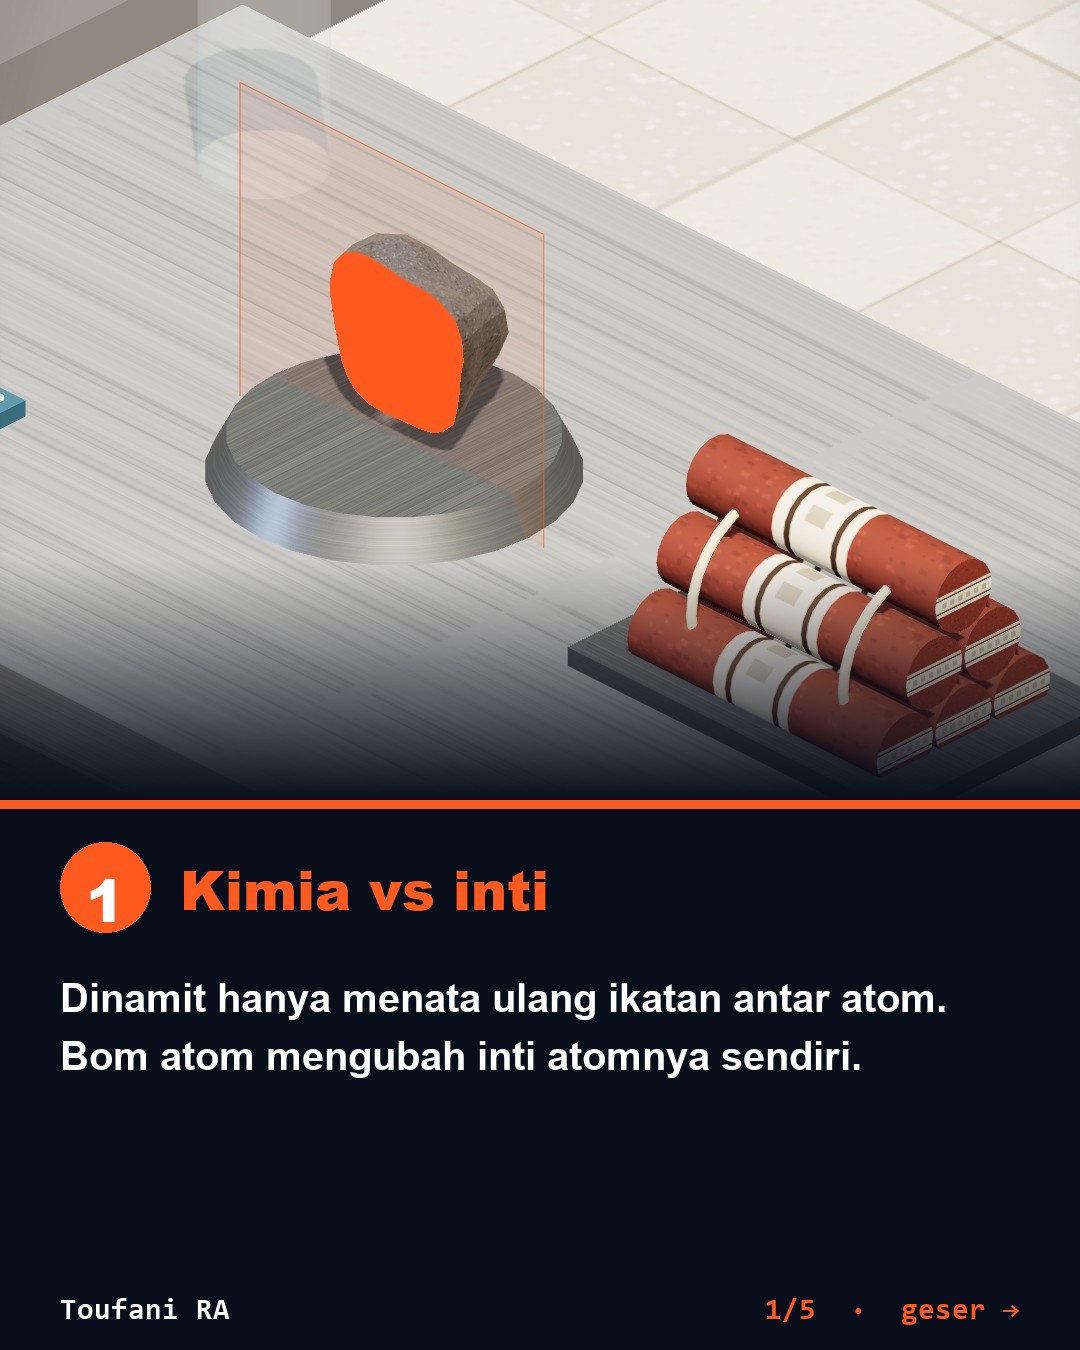 1 Kimia vs inti
Dinamit hanya menata ulang ikatan antar atom.
Bom atom mengubah inti atomnya sendiri.
Toufani RA 1/5 · geser →